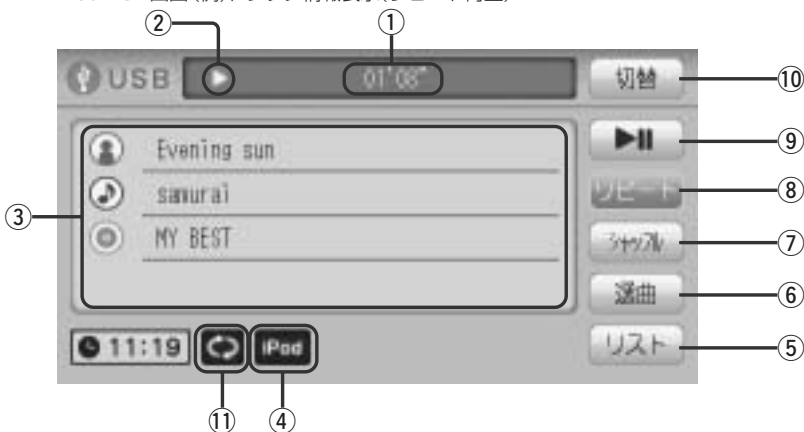 ②
①
USB
01'08"
切替
⑩
▶II
⑨
Evening sun
リピート
⑧
samurai
③
シャッフル
⑦
MY BEST
選曲
⑥
11:19
iPod
リスト
⑤
⑪
④